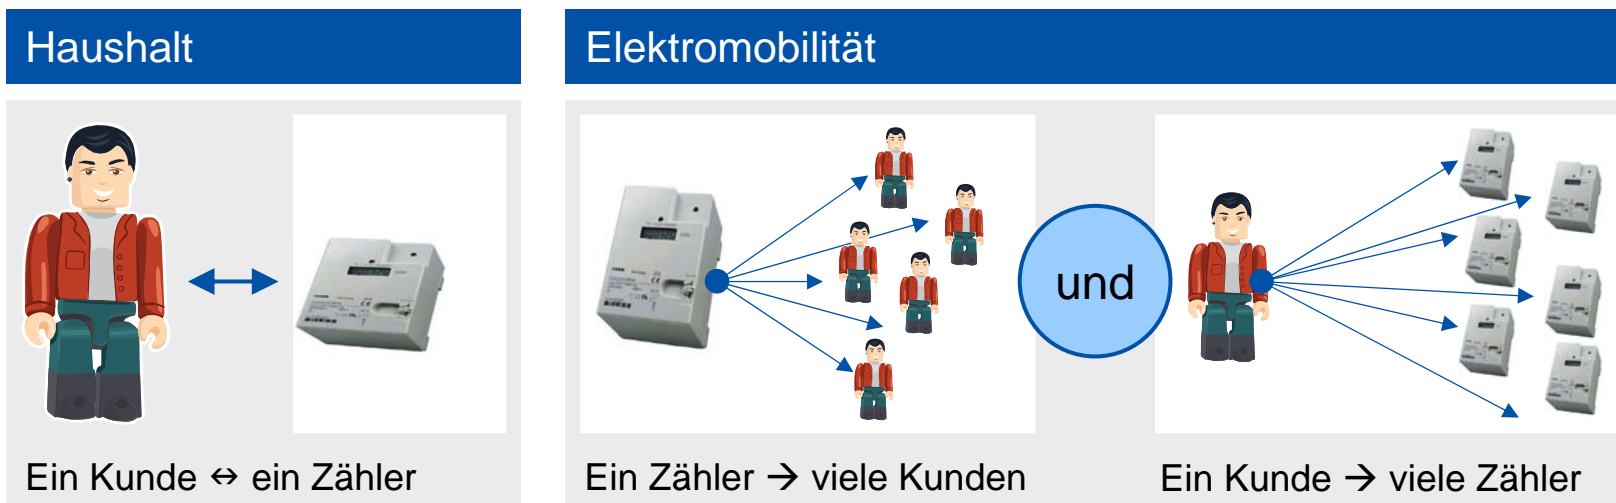 Haushalt
Elektromobilität
und
Ein Kunde ↔ ein Zähler
Ein Zähler → viele Kunden
Ein Kunde → viele Zähler